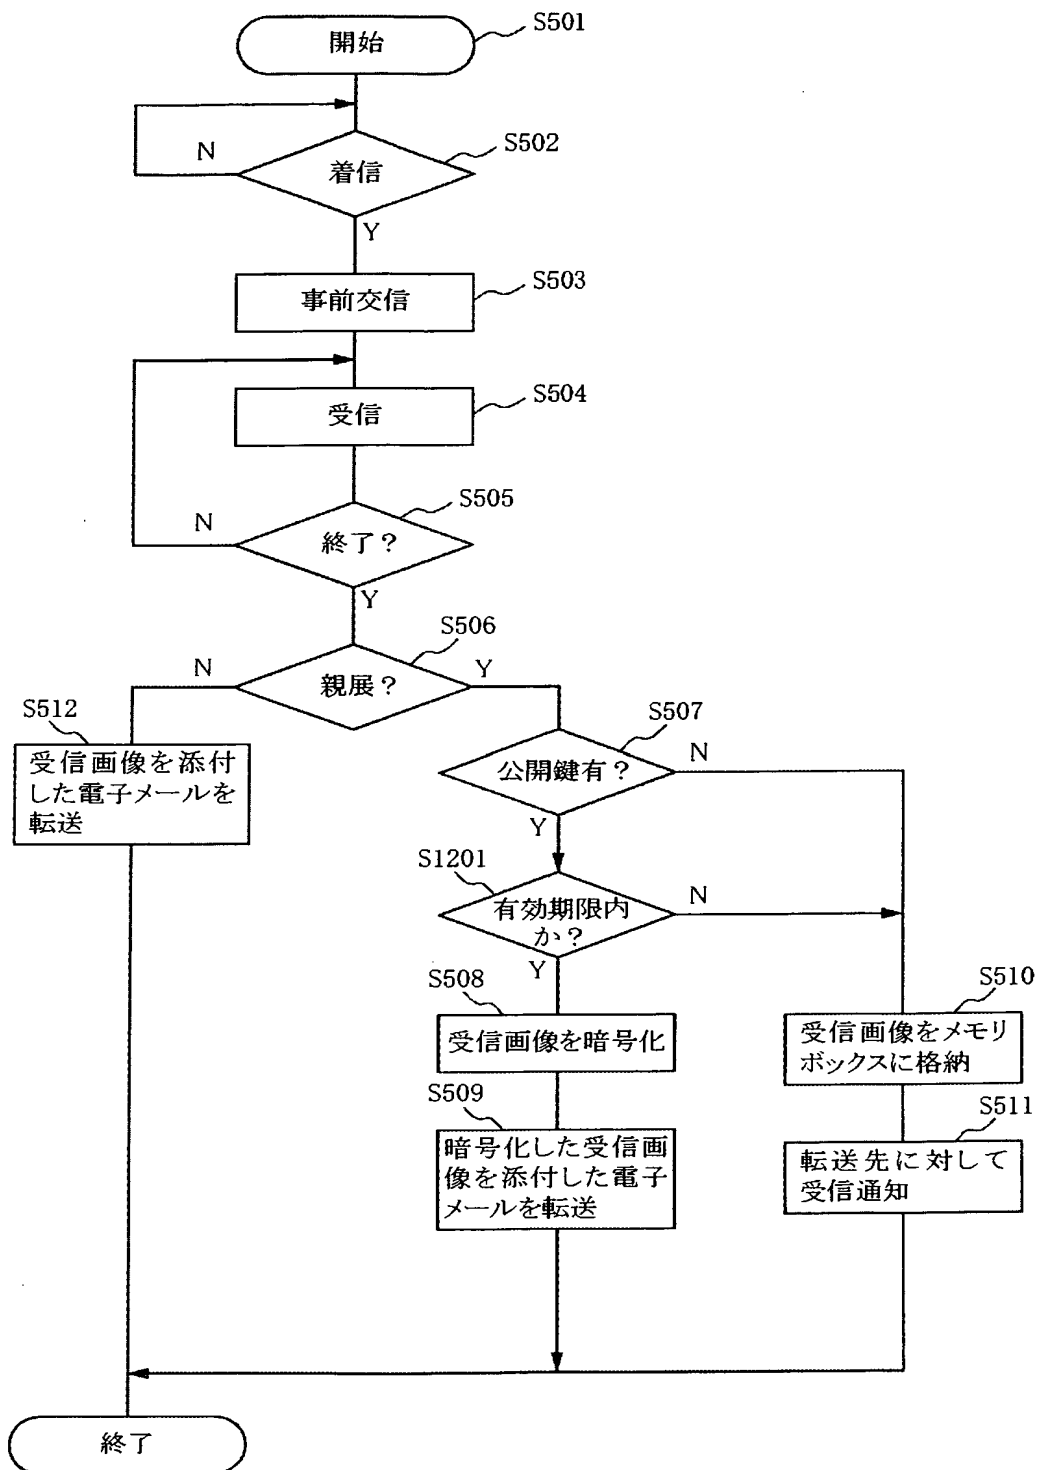 開始
S501
N
着信
S502
Y
事前交信
S503
受信
S504
N
終了?
S505
Y
N
親展?
S506
Y
S512
受信画像を添付
した電子メールを
転送
公開鍵有?
S507
N
Y
S1201
有効期限内
か?
N
Y
S508
受信画像を暗号化
S510
受信画像をメモリ
ボックスに格納
S509
暗号化した受信画
像を添付した電子
メールを転送
S511
転送先に対して
受信通知
終了